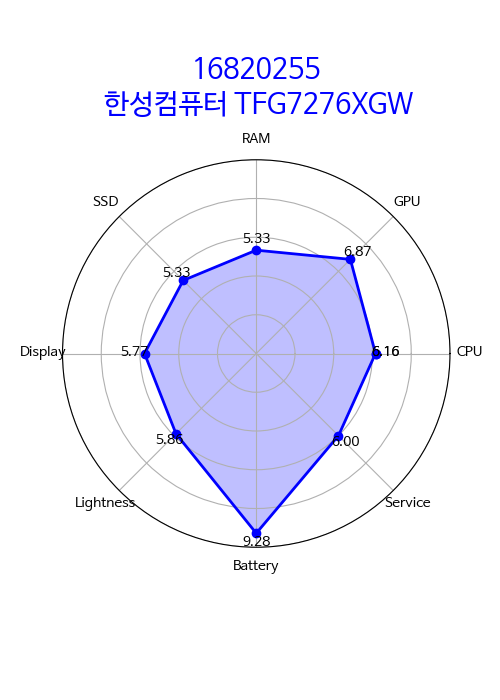 16820255
한성컴퓨터 TFG7276XGW
RAM
SSD
GPU
5.33
6.87
5.33
Display
5.77
6.16
CPU
5.86
6.00
Lightness
Service
9.28
Battery